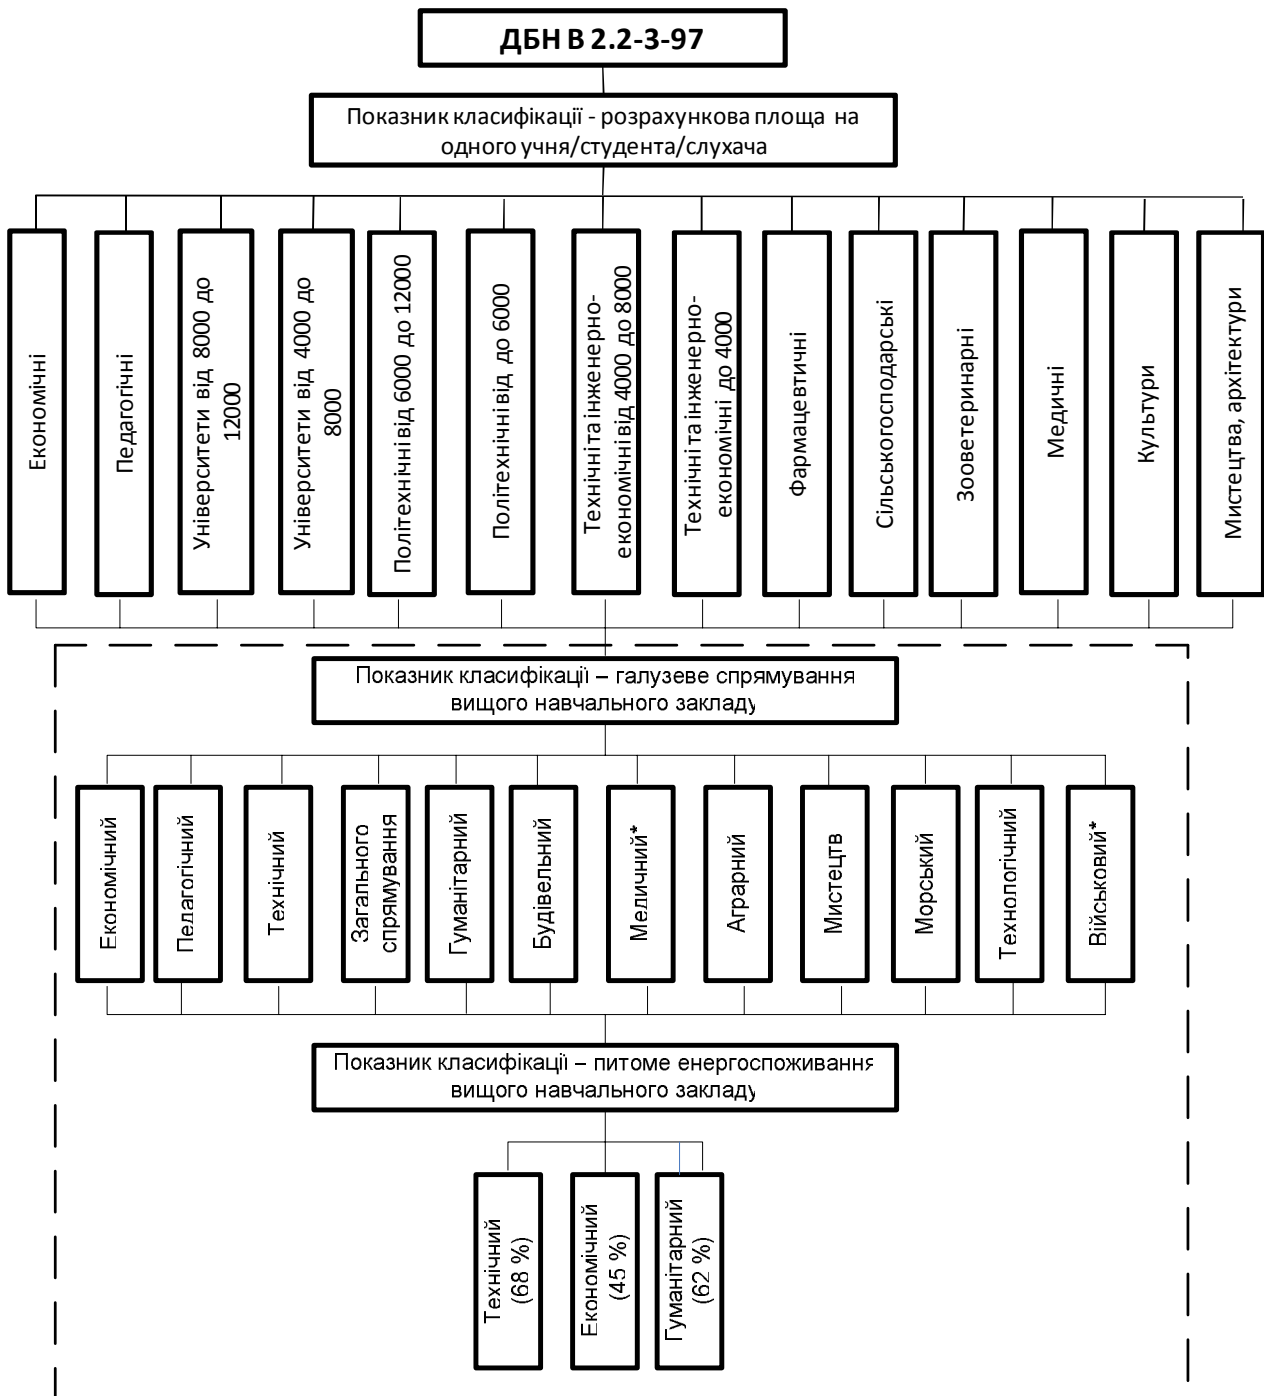 ДБН В 2.2-3-97
Показник класифікації - розрахункова площа на
одного учня/студента/слухача
Економічні
Педагогічні
Університети від 8000 до
12000
Університети від 4000 до
8000
Політехнічні від 6000 до 12000
Політехнічні від до 6000
Технічні та інженерно-
економічні від 4000 до 8000
Технічні та інженерно-
економічні до 4000
Фармацевтичні
Сільськогосподарські
Зооветеринарні
Медичні
Культури
Мистецтва, архітектури
Показник класифікації – галузеве спрямування
вищого навчального закладу
Економічний
Педагогічний
Технічний
Загального
спрямування
Гуманітарний
Будівельний
Медичний*
Аграрний
Мистецтв
Морський
Технологічний
Військовий*
Показник класифікації – питоме енергоспоживання
вищого навчального закладу
Технічний
(68 %)
Економічний
(45 %)
Гуманітарний
(62 %)